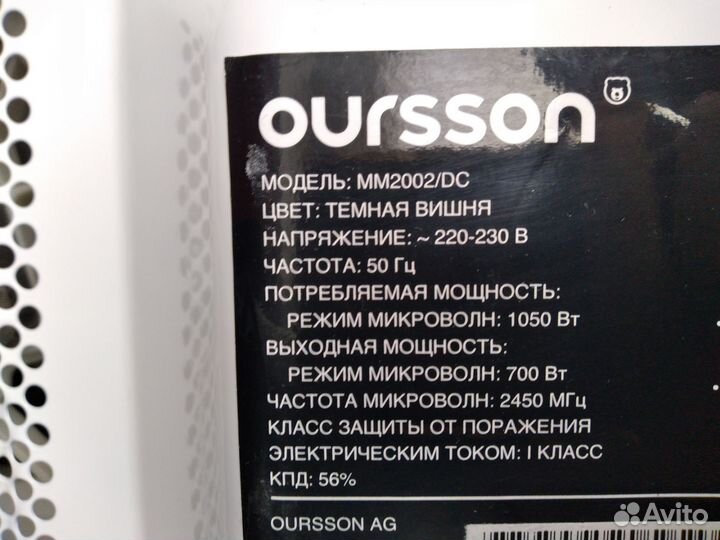 oursson
МОДЕЛЬ: MM2002/DC
ЦВЕТ: ТЕМНАЯ ВИШНЯ
НАПРЯЖЕНИЕ: ~ 220-230 В
ЧАСТОТА: 50 Гц
ПОТРЕБЛЯЕМАЯ МОЩНОСТЬ:
РЕЖИМ МИКРОВОЛН: 1050 Вт
ВЫХОДНАЯ МОЩНОСТЬ:
РЕЖИМ МИКРОВОЛН: 700 Вт
ЧАСТОТА МИКРОВОЛН: 2450 МГц
КЛАСС ЗАЩИТЫ ОТ ПОРАЖЕНИЯ
ЭЛЕКТРИЧЕСКИМ ТОКОМ: I КЛАСС
КПД: 56%
OURSSON AG
Avito